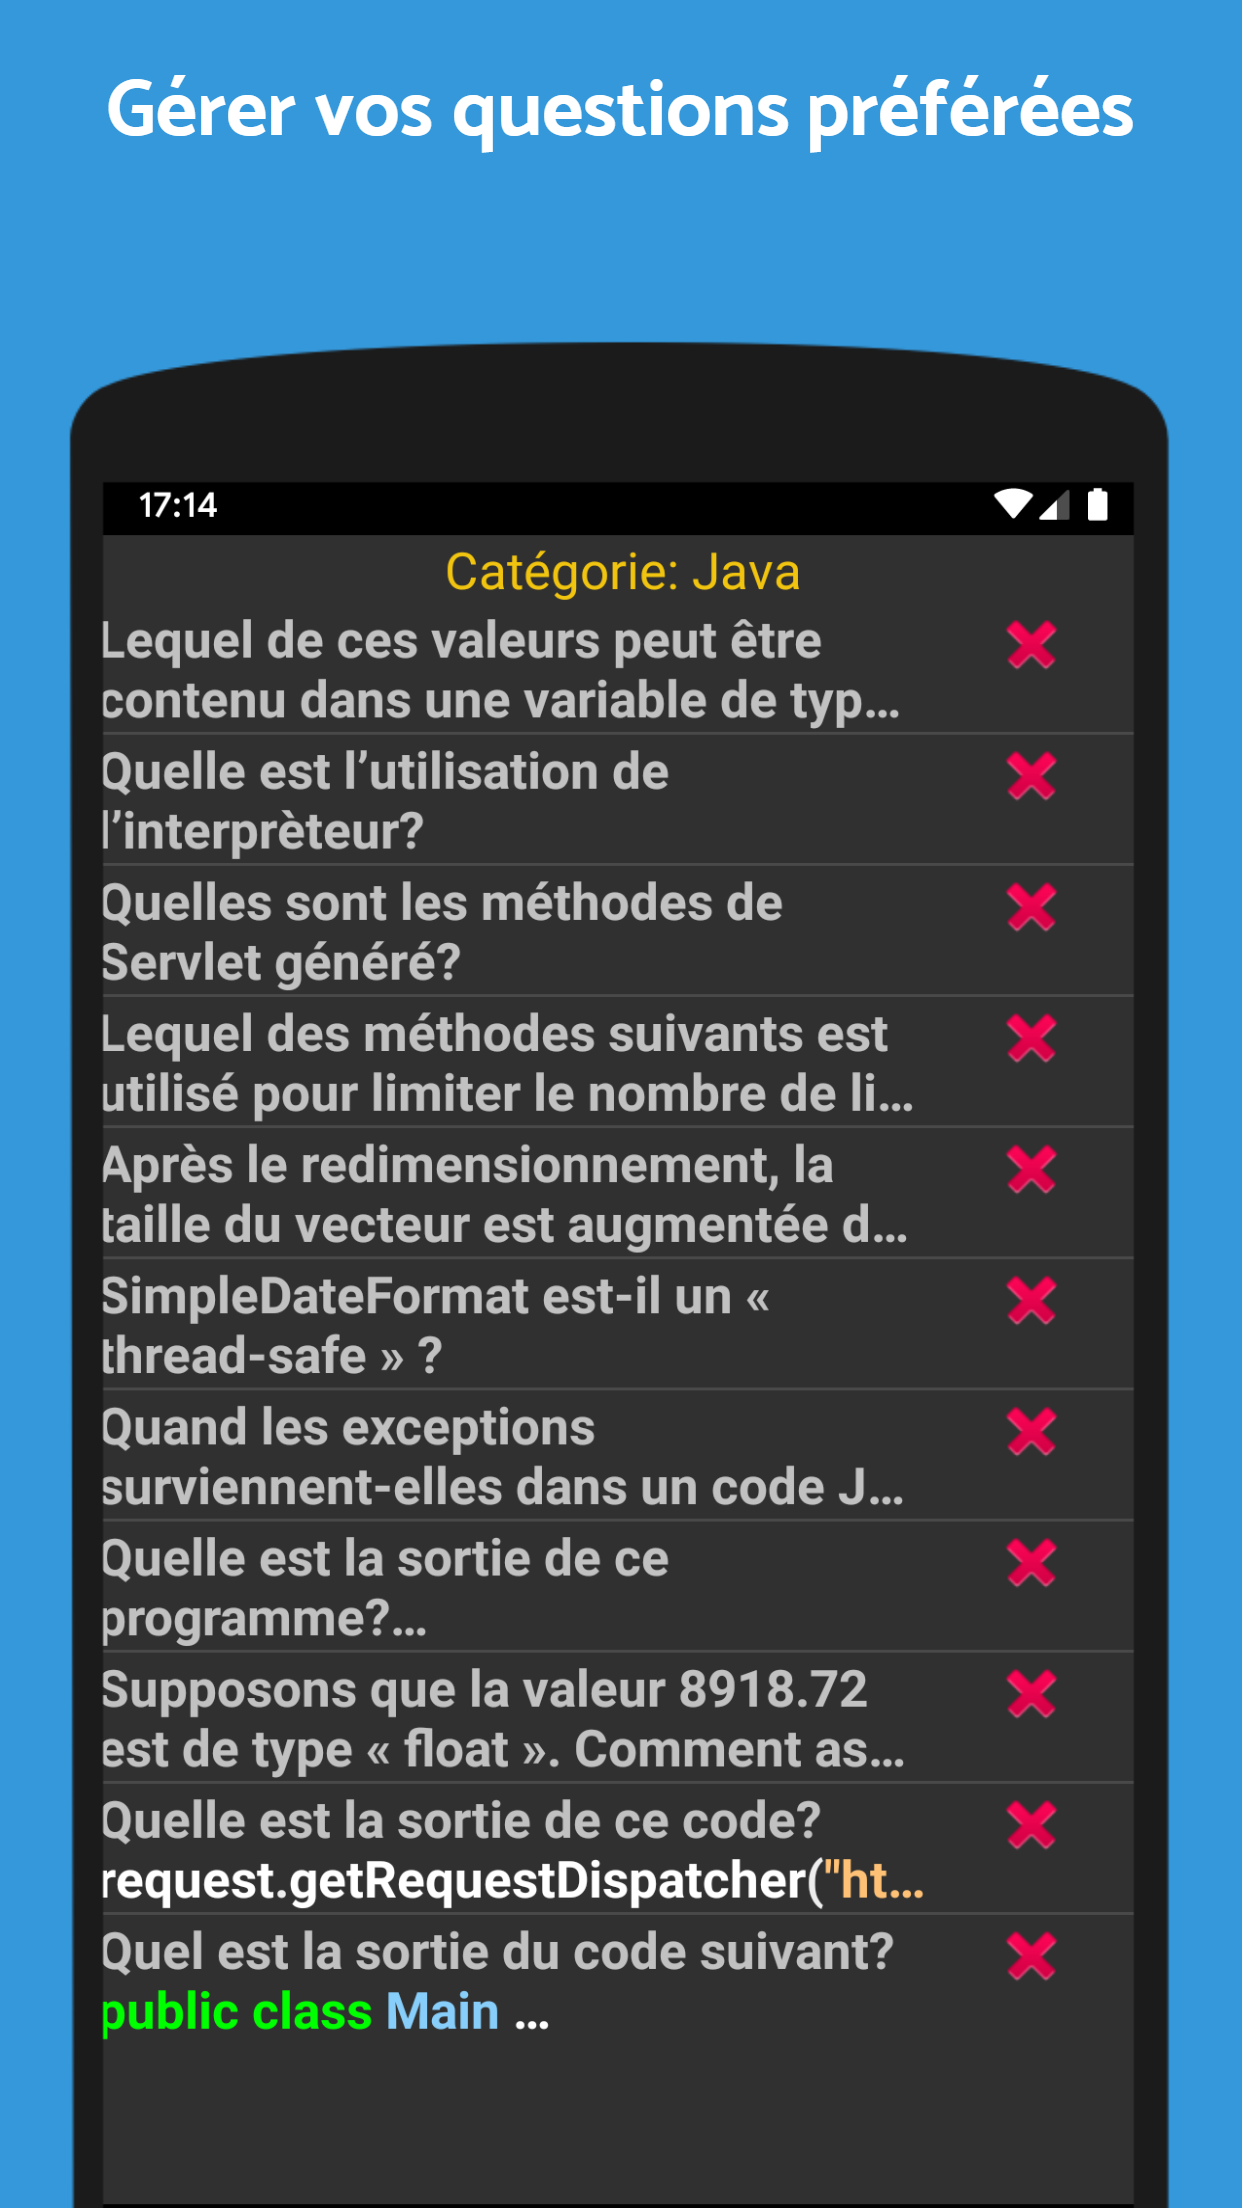 Gérer vos questions préférées
17:14
Catégorie: Java
Lequel de ces valeurs peut être
contenu dans une variable de typ...
Quelle est l’utilisation de
l’interprèteur?
Quelles sont les méthodes de
Servlet généré?
Lequel des méthodes suivants est
utilisé pour limiter le nombre de li...
Après le redimensionnement, la
taille du vecteur est augmentée d...
SimpleDateFormat est-il un «
thread-safe » ?
Quand les exceptions
surviennent-elles dans un code J...
Quelle est la sortie de ce
programme?...
Supposons que la valeur 8918.72
est de type « float ». Comment as...
Quelle est la sortie de ce code?
request.getRequestDispatcher("ht...
Quel est la sortie du code suivant?
public class Main ...